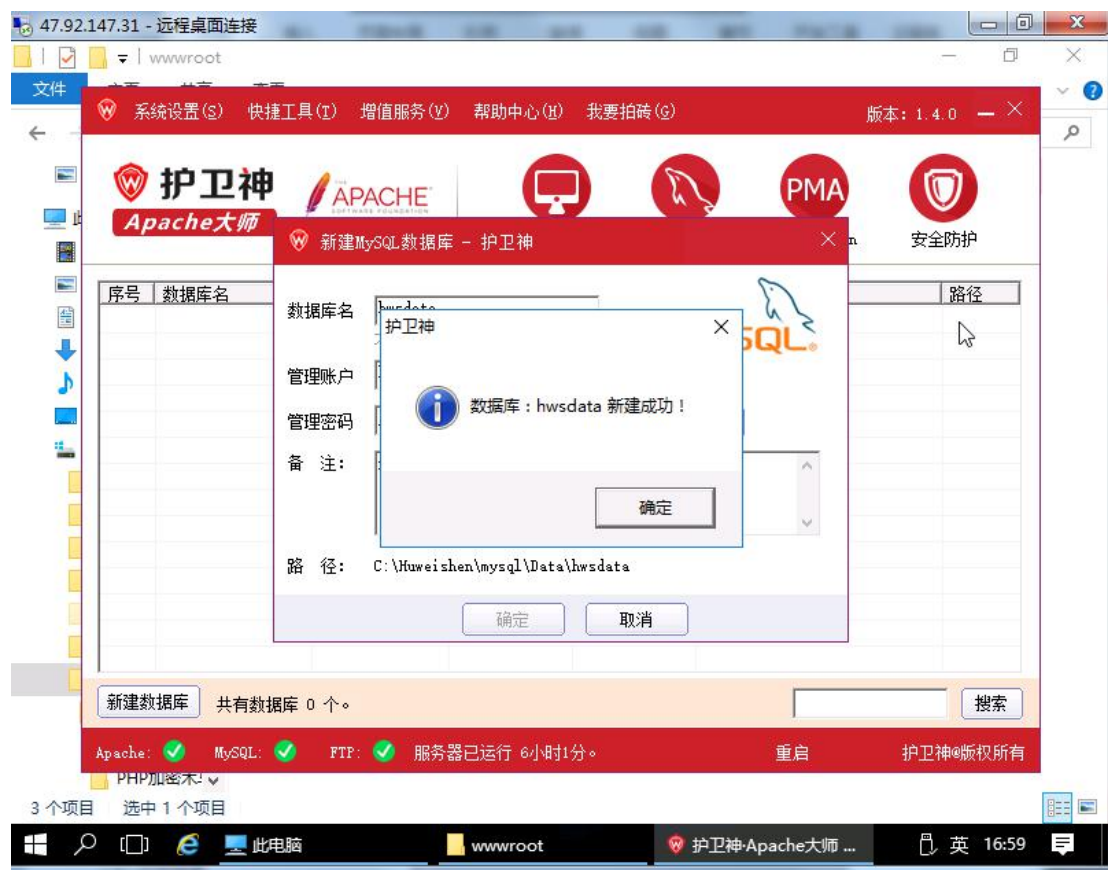 47.92.147.31 - 远程桌面连接
wwwroot
文件
系统设置(S) 快捷工具(T) 增值服务(V) 帮助中心(H) 我要拍砖(G) 版本: 1.4.0
护卫神
Apache大师
THE
APACHE
SOFTWARE FOUNDATION
PMA
安全防护
新建MySQL数据库 - 护卫神
序号 数据库名 路径
数据库名 hwsdata
SQL
护卫神
管理账户
数据库：hwsdata 新建成功！
管理密码
备 注:
确定
路 径: C:\Huweishen\mysql\Data\hwsdata
确定 取消
新建数据库 共有数据库 0 个。 搜索
Apache: MySQL: FTP: 服务器已运行 6小时1分。 重启 护卫神@版权所有
3 个项目 选中 1 个项目
此电脑 wwwroot 护卫神·Apache大师 ... 英 16:59